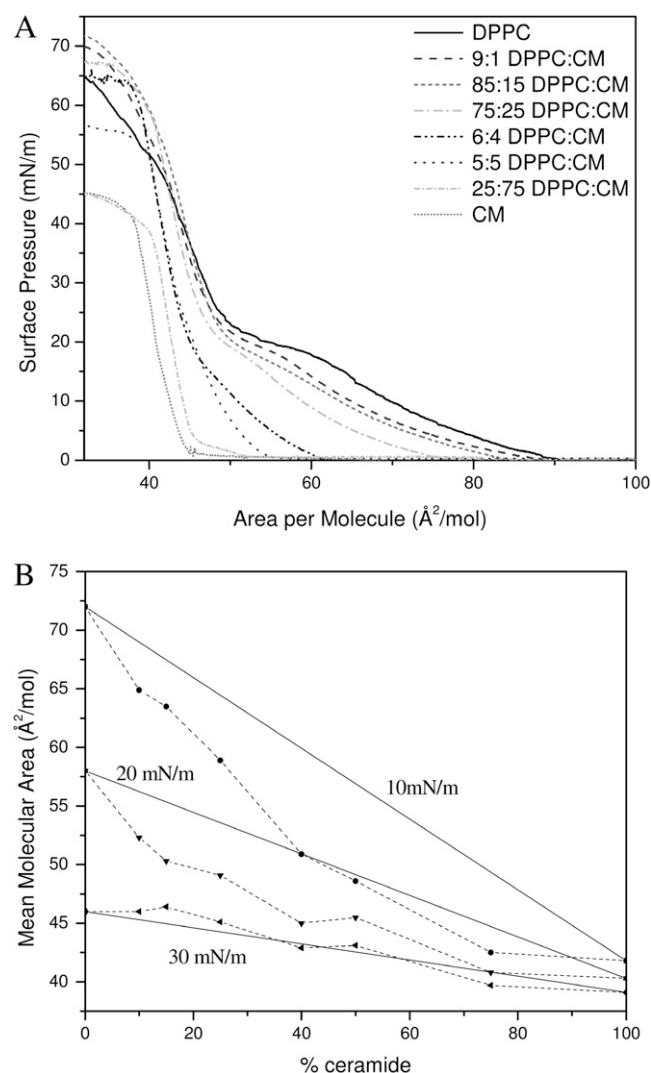 A
70
60
50
40
30
20
10
0
Surface Pressure (mN/m)
40
60
80
100
Area per Molecule (Å²/mol)
DPPC
9:1 DPPC:CM
85:15 DPPC:CM
75:25 DPPC:CM
6:4 DPPC:CM
5:5 DPPC:CM
25:75 DPPC:CM
CM
B
75
70
65
60
55
50
45
40
Mean Molecular Area (Å²/mol)
20 mN/m
10mN/m
30 mN/m
0
20
40
60
80
100
% ceramide